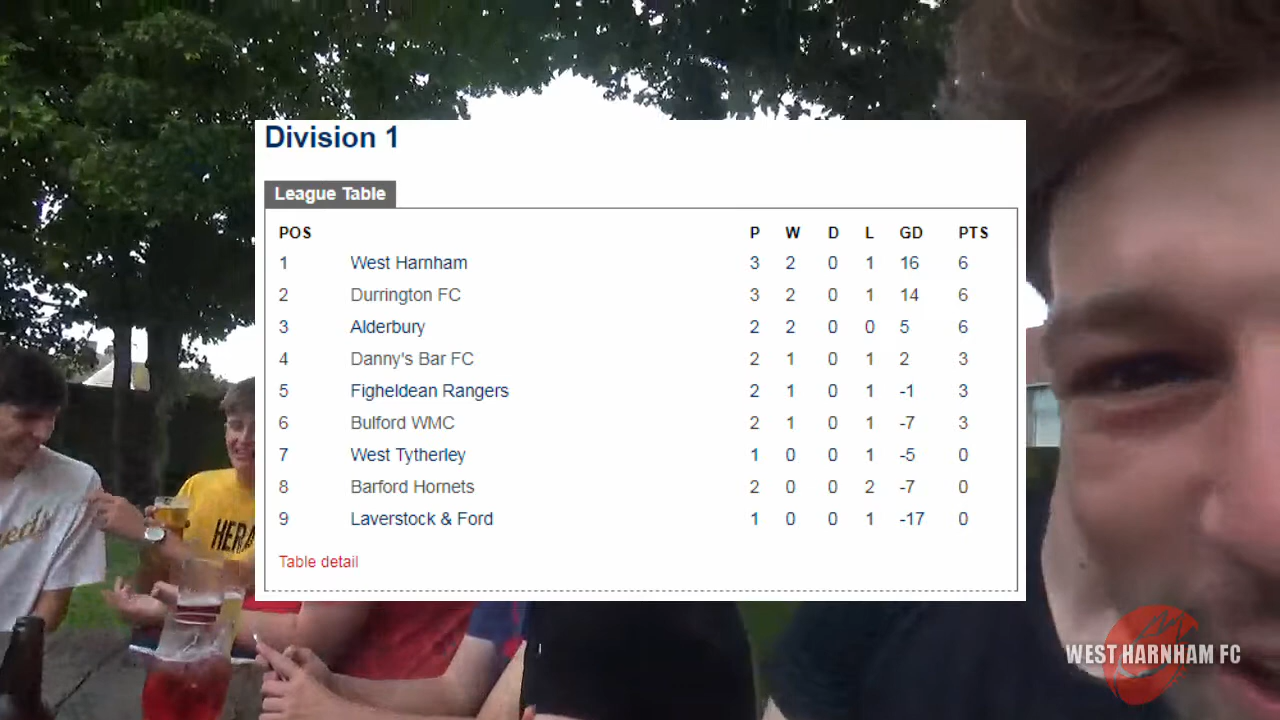 Division 1
League Table
POS P W D L GD PTS
1 West Harnham 3 2 0 1 16 6
2 Durrington FC 3 2 0 1 14 6
3 Alderbury 2 2 0 0 5 6
4 Danny's Bar FC 2 1 0 1 2 3
5 Figheldean Rangers 2 1 0 1 -1 3
6 Bulford WMC 2 1 0 1 -7 3
7 West Tytherley 1 0 0 1 -5 0
8 Barford Hornets 2 0 0 2 -7 0
9 Laverstock & Ford 1 0 0 1 -17 0
Table detail
WEST HARNHAM FC